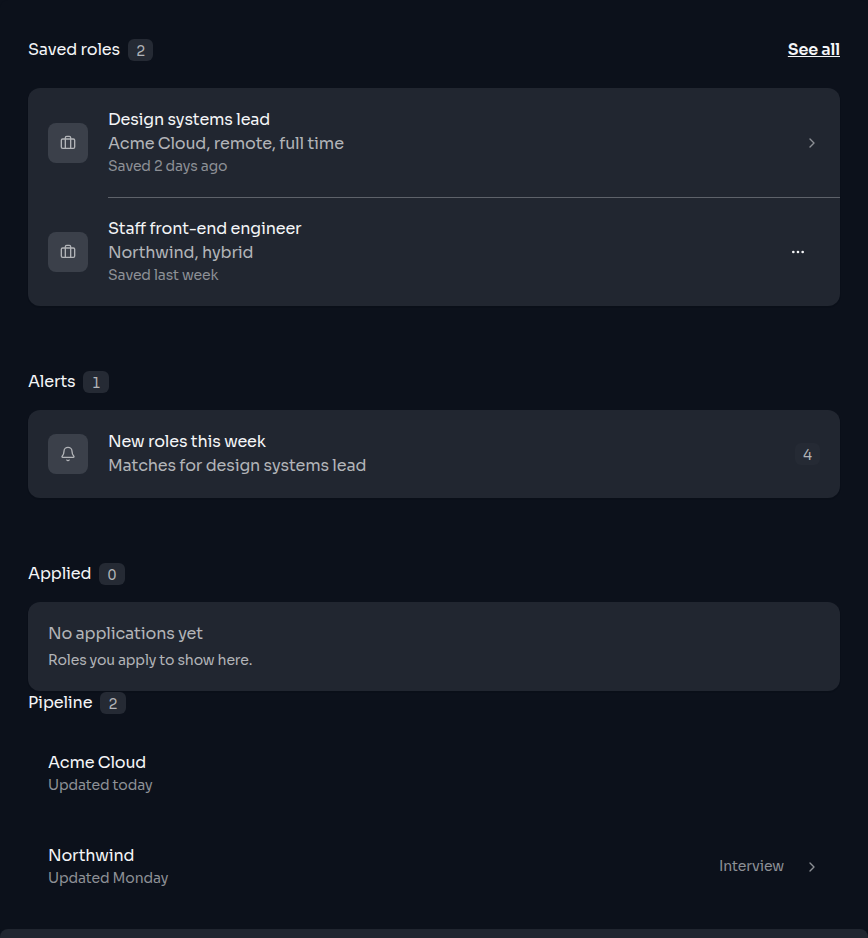 Saved roles 2 See all
Design systems lead
Acme Cloud, remote, full time
Saved 2 days ago
Staff front-end engineer
Northwind, hybrid
Saved last week
Alerts 1
New roles this week
Matches for design systems lead
4
Applied 0
No applications yet
Roles you apply to show here.
Pipeline 2
Acme Cloud
Updated today
Northwind
Updated Monday
Interview